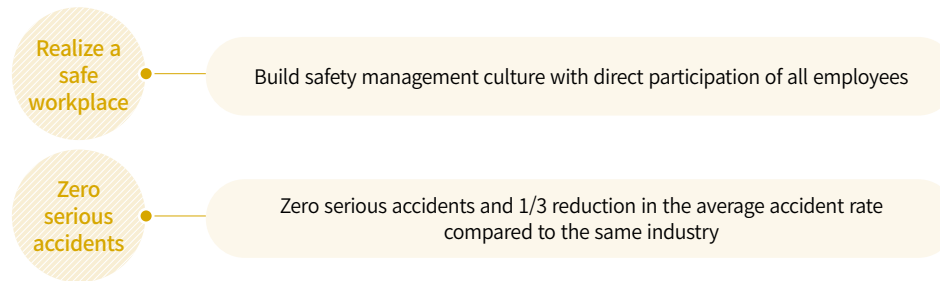 Realize a
safe
workplace
Build safety management culture with direct participation of all employees
Zero
serious
accidents
Zero serious accidents and 1/3 reduction in the average accident rate
compared to the same industry